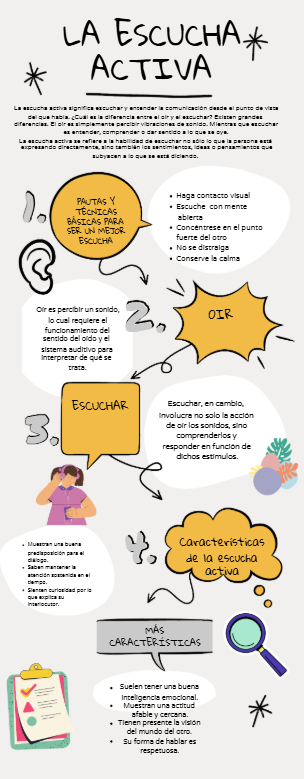 LA ESCUCHA
ACTIVA
La escucha activa significa escuchar y entender la comunicación desde el punto de vista
del que habla. ¿Cuál es la diferencia entre el oír y el escuchar? Existen grandes
diferencias. El oír es simplemente percibir vibraciones de sonido. Mientras que escuchar
es entender, comprender o dar sentido a lo que se oye.
La escucha activa se refiere a la habilidad de escuchar no sólo lo que la persona está
expresando directamente, sino también los sentimientos, ideas o pensamientos que
subyacen a lo que se está diciendo.
1.
PAUTAS Y
TÉCNICAS
BÁSICAS PARA
SER UN MEJOR
ESCUCHA
Haga contacto visual
Escuche con mente
abierta
Concéntrese en el punto
fuerte del otro
No se distraiga
Conserve la calma
2.
OIR
Oír es percibir un sonido,
lo cual requiere el
funcionamiento del
sentido del oído y el
sistema auditivo para
interpretar de qué se
trata.
3.
ESCUCHAR
Escuchar, en cambio,
involucra no solo la acción
de oír los sonidos, sino
comprenderlos y
responder en función de
dichos estímulos.
4.
Características
de la escucha
activa
Muestran una buena
predisposición para el
diálogo.
Saben mantener la
atención sostenida en el
tiempo.
Sienten curiosidad por lo
que explica su
interlocutor.
MÁS
CARACTERÍSTICAS
Suelen tener una buena
inteligencia emocional.
Muestran una actitud
afable y cercana.
Tienen presente la visión
del mundo del otro.
Su forma de hablar es
respetuosa.